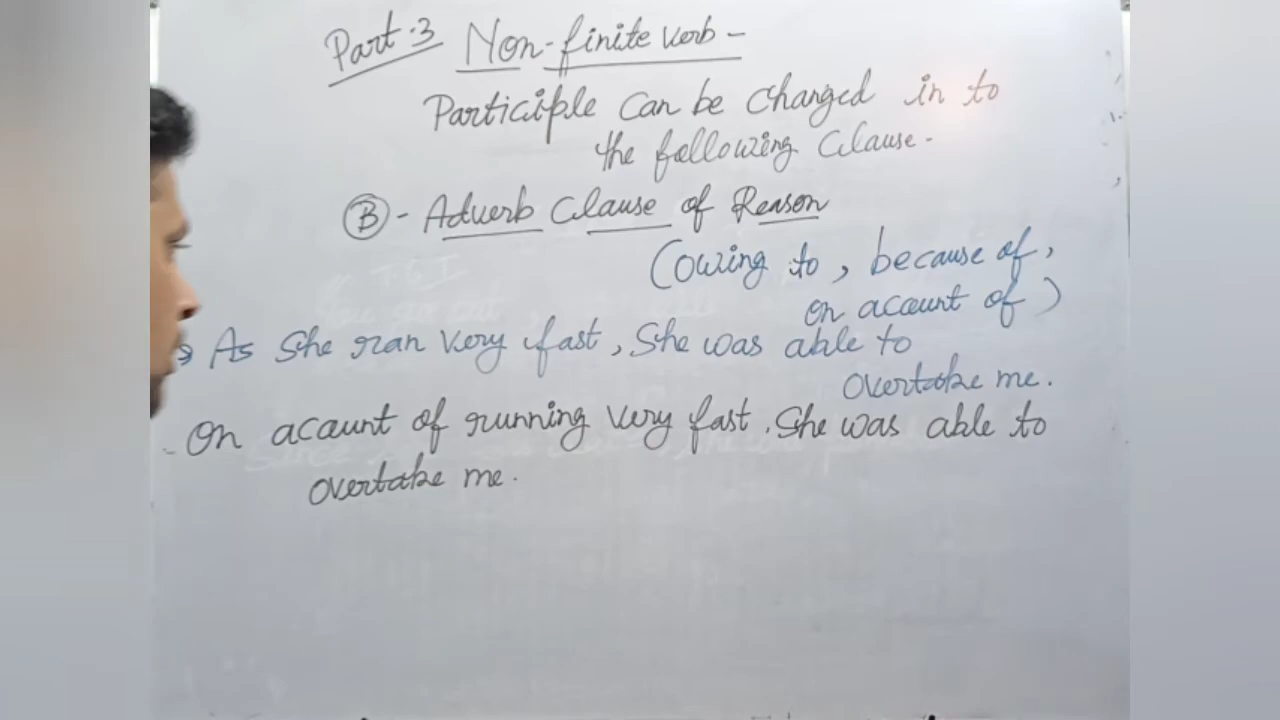 Part.3 Non-finite verb -
Participle can be changed in to
the following Clause.
(B) - Adverb Clause of Reason
(owing to, because of,
on acaunt of)
As She ran very fast, She was able to
overtake me.
On acaunt of running very fast. She was able to
overtake me.